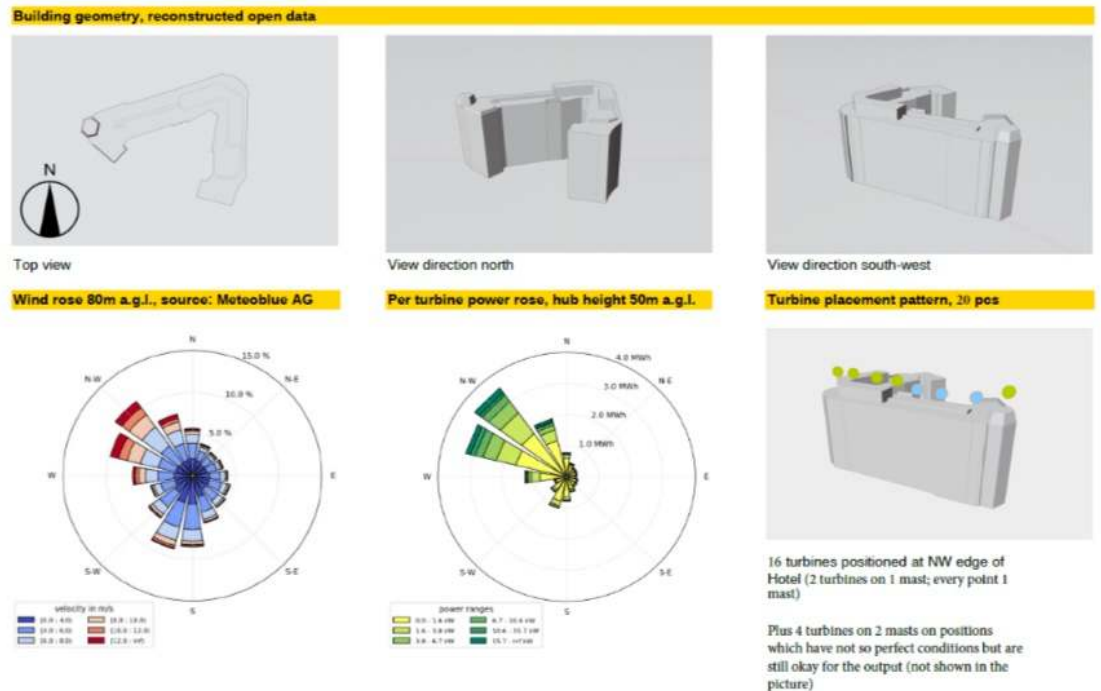 Building geometry, reconstructed open data
N
Top view
View direction north
View direction south-west
Wind rose 80m a.g.l., source: Meteoblue AG
Per turbine power rose, hub height 50m a.g.l.
Turbine placement pattern, 20 pcs
N
15.0 %
N-W
N-E
10.0 %
5.0 %
W
E
S-W
S-E
S
velocity in m/s
N
4.0 MWh
N-W
N-E
3.0 MWh
2.0 MWh
1.0 MWh
W
E
S-W
S-E
S
power ranges
16 turbines positioned at NW edge of
Hotel (2 turbines on 1 mast; every point 1
mast)
Plus 4 turbines on 2 masts on positions
which have not so perfect conditions but are
still okay for the output (not shown in the
picture)